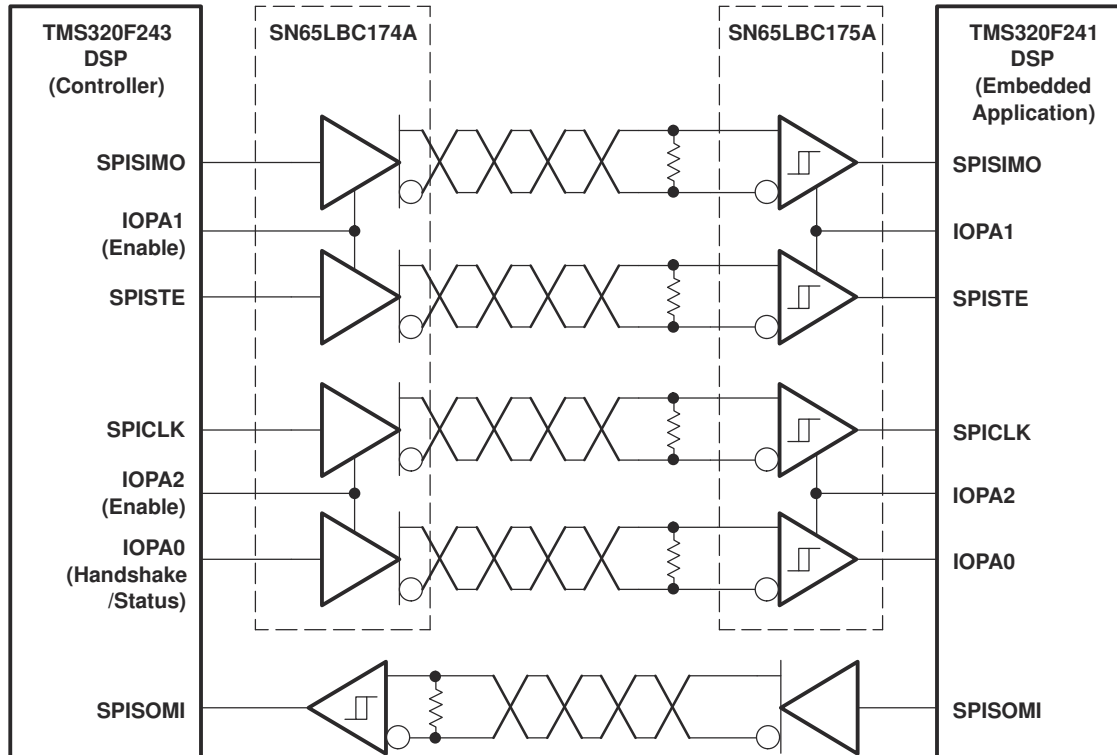 TMS320F243
DSP
(Controller)
SN65LBC174A
SN65LBC175A
TMS320F241
DSP
(Embedded
Application)
SPISIMO
SPISIMO
IOPA1
(Enable)
IOPA1
SPISTE
SPISTE
SPICLK
SPICLK
IOPA2
(Enable)
IOPA2
IOPA0
(Handshake
/Status)
IOPA0
SPISOMI
SPISOMI